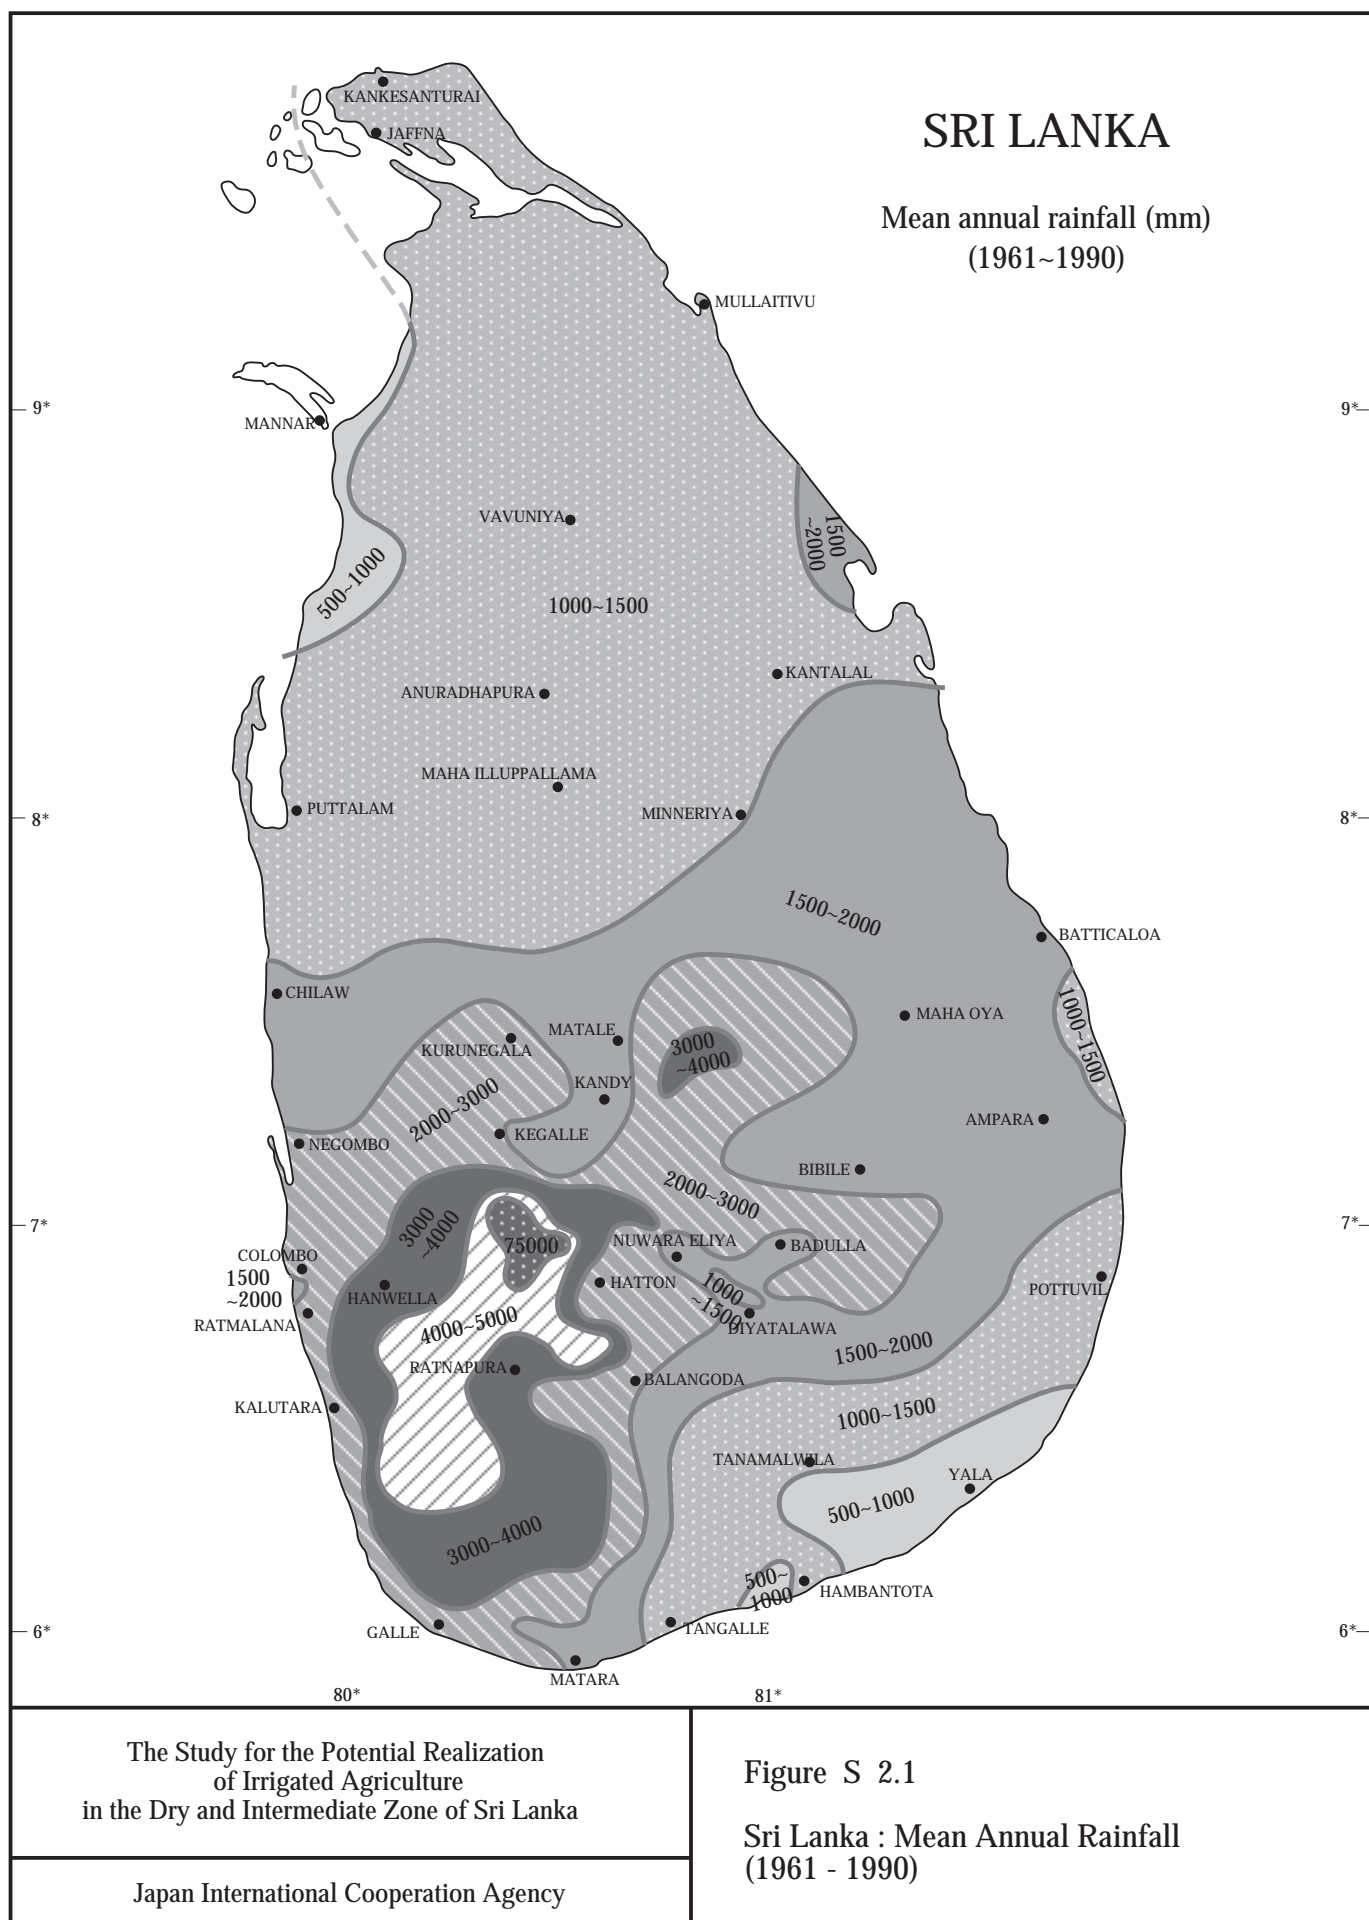 SRI LANKA
Mean annual rainfall (mm)
(1961~1990)
KANKESANTURAI
JAFFNA
MULLAITIVU
9*
9*
MANNAR
VAVUNIYA
1500
~2000
500~1000
1000~1500
KANTALAL
ANURADHAPURA
MAHA ILLUPPALLAMA
PUTTALAM
MINNERIYA
8*
8*
1500~2000
BATTICALOA
CHILAW
MAHA OYA
1000~1500
MATALE
KURUNEGALA
3000
~4000
KANDY
2000~3000
AMPARA
KEGALLE
NEGOMBO
BIBILE
2000~3000
7*
7*
3000
~4000
75000
NUWARA ELIYA
BADULLA
COLOMBO
1500
~2000
HANWELLA
HATTON
1000
~1500
POTTUVIL
RATMALANA
4000~5000
DIYATALAWA
1500~2000
RATNAPURA
BALANGODA
KALUTARA
1000~1500
TANAMALWILA
YALA
500~1000
3000~4000
500~
1000
HAMBANTOTA
GALLE
TANGALLE
6*
6*
MATARA
80*
81*
The Study for the Potential Realization
of Irrigated Agriculture
in the Dry and Intermediate Zone of Sri Lanka
Japan International Cooperation Agency
Figure S 2.1
Sri Lanka : Mean Annual Rainfall
(1961 - 1990)